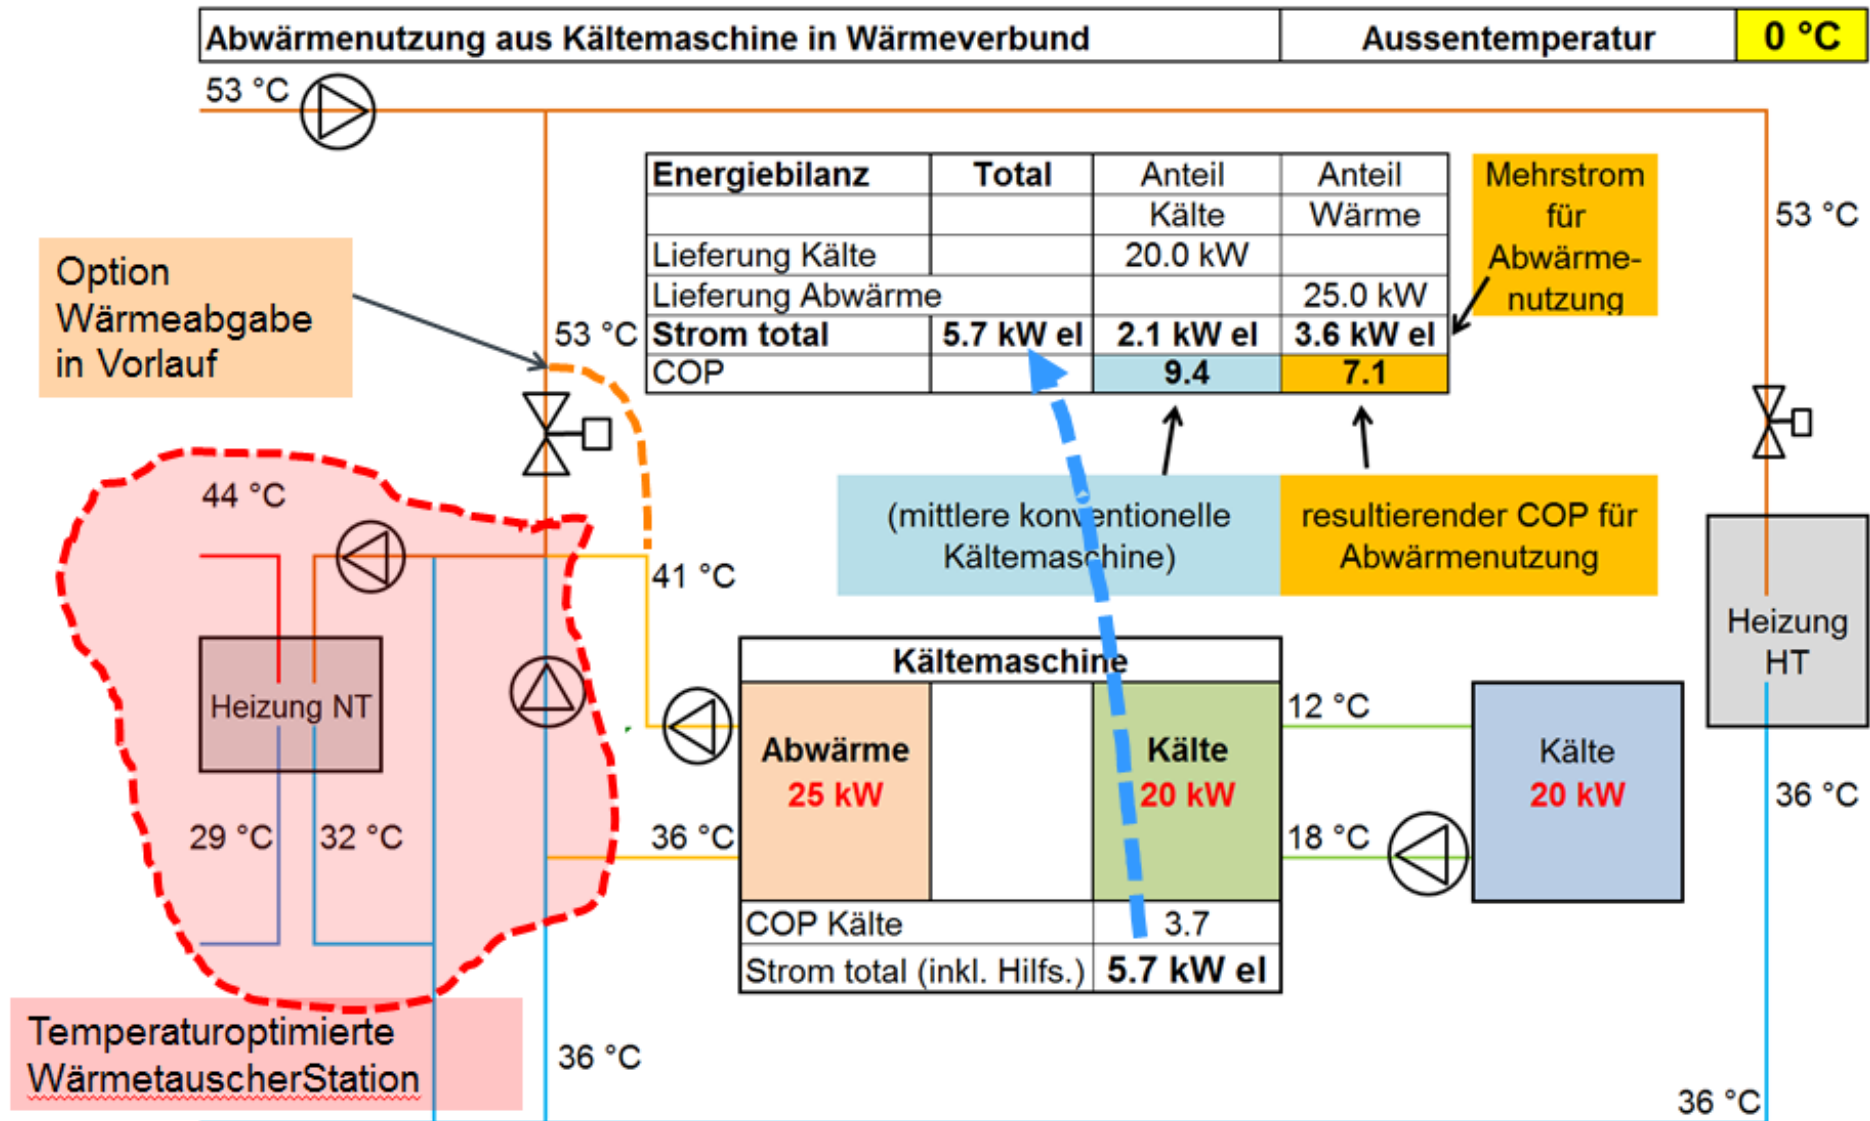 Abwärmenutzung aus Kältemaschine in Wärmeverbund Aussentemperatur 0 °C
53 °C
Energiebilanz Total Anteil Anteil
Kälte Wärme
Lieferung Kälte 20.0 kW
Lieferung Abwärme 25.0 kW
Strom total 5.7 kW el 2.1 kW el 3.6 kW el
COP 9.4 7.1
Mehrstrom
für
Abwärme-
nutzung
53 °C
Option
Wärmeabgabe
in Vorlauf
53 °C
(mittlere konventionelle
Kältemaschine)
resultierender COP für
Abwärmenutzung
44 °C
41 °C
Heizung
HT
Heizung NT
Kältemaschine
Abwärme
25 kW
Kälte
20 kW
12 °C
18 °C
Kälte
20 kW
36 °C
29 °C
32 °C
36 °C
COP Kälte 3.7
Strom total (inkl. Hilfs.) 5.7 kW el
Temperaturoptimierte
WärmetauscherStation
36 °C
36 °C